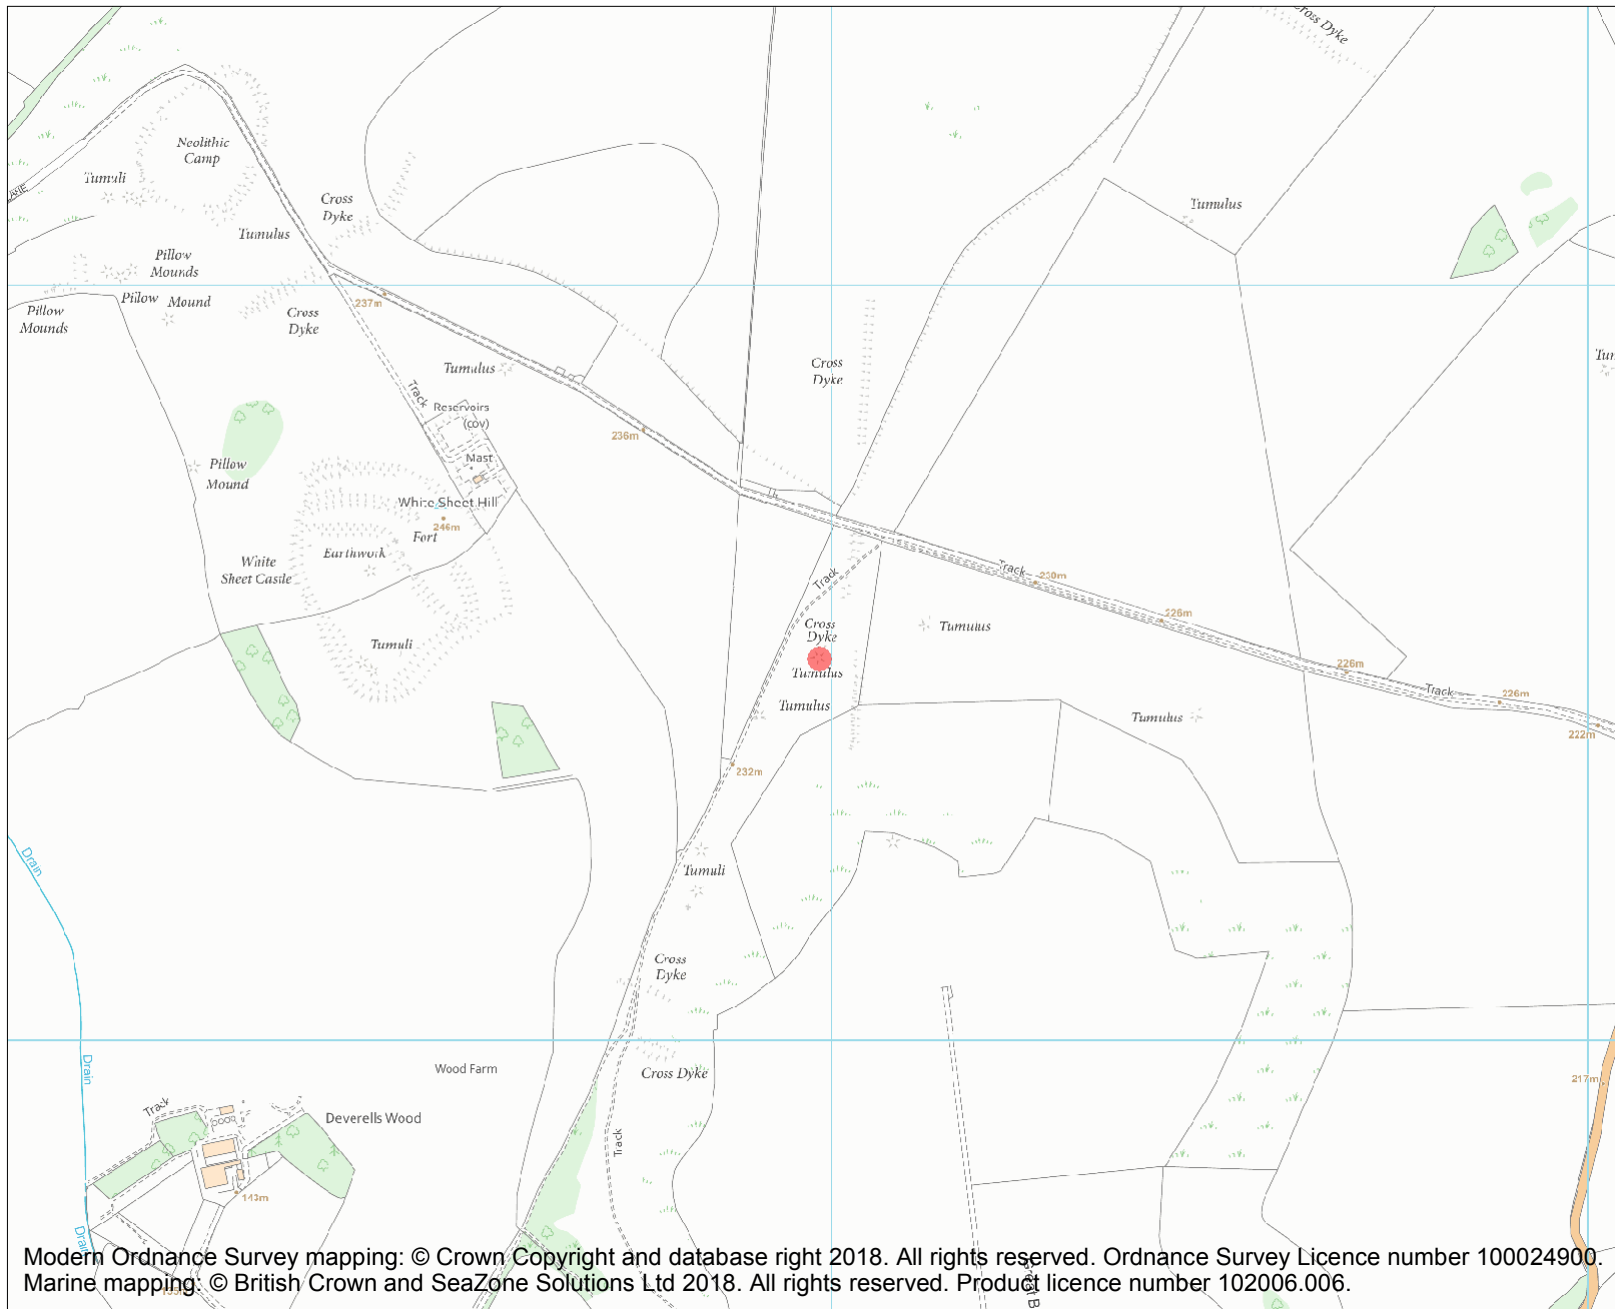 Cross Dyke
Neolithic
Camp
Tumuli
LANE
Cross
Dyke
Tumulus
Tumulus
Pillow
Mounds
Pillow Mound
Pillow
Mounds
237m
Cross
Dyke
Cross
Dyke
Tumulus
Track
Reservoirs
(cov)
236m
Mast
Pillow
Mound
White Sheet Hill
246m
Fort
Earthwork
White
Sheet Castle
Track
Track
230m
226m
Cross
Dyke
Tumulus
Tumuli
Tumulus
226m
Tumulus
Track
226m
Tumulus
222m
232m
Drain
Tumuli
Cross
Dyke
Drain
Wood Farm
Cross Dyke
217m
Track
Deverells Wood
Track
143m
Drain
Modern Ordnance Survey mapping: © Crown Copyright and database right 2018. All rights reserved. Ordnance Survey Licence number 100024900.
Marine mapping: © British Crown and SeaZone Solutions Ltd 2018. All rights reserved. Product licence number 102006.006.